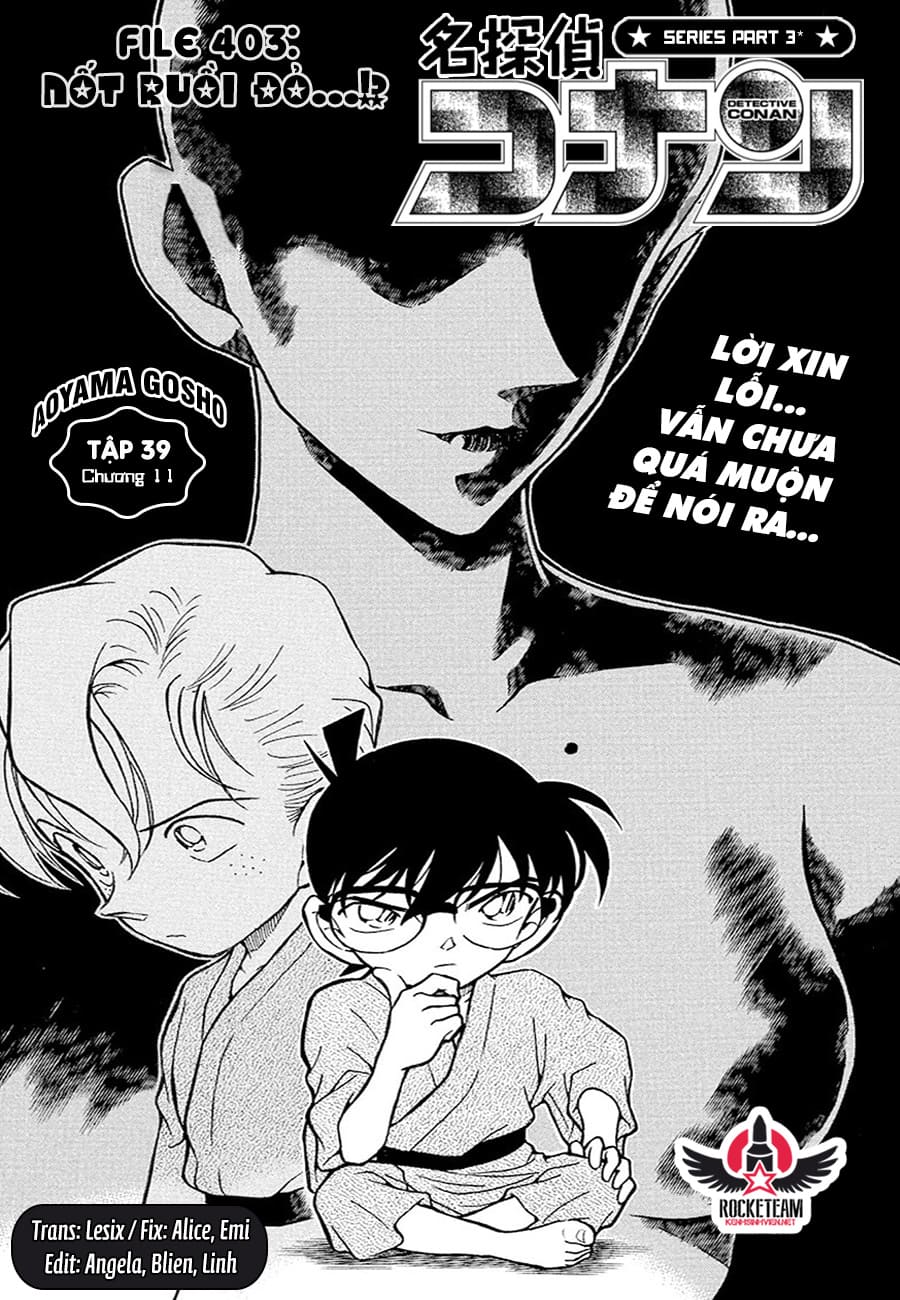 FILE 403:
NỐT RUỒI ĐỎ...!?
名探偵
★ SERIES PART 3* ★
コナン
DETECTIVE
CONAN
AOYAMA GOSHO
TẬP 39
Chương 11
LỜI XIN
LỖI...
VẪN CHƯA
QUÁ MUỘN
ĐỂ NÓI RA...
ROCKETEAM
KENHSINHVIEN.NET
Trans: Lesix / Fix: Alice, Emi
Edit: Angela, Blien, Linh